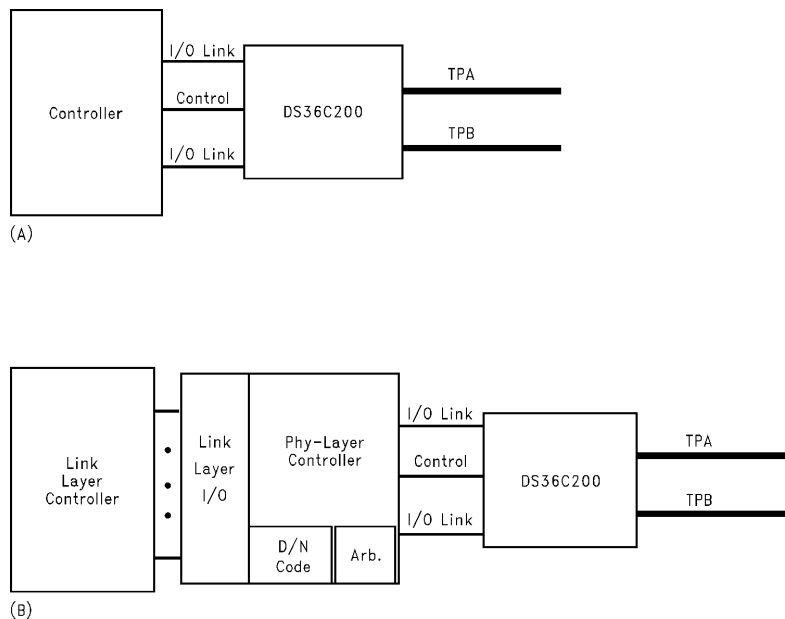 Controller
I/O Link
Control
I/O Link
DS36C200
TPA
TPB
(A)
Link
Layer
Controller
Link
Layer
I/O
Phy-Layer
Controller
D/N
Code
Arb.
I/O Link
Control
I/O Link
DS36C200
TPA
TPB
(B)